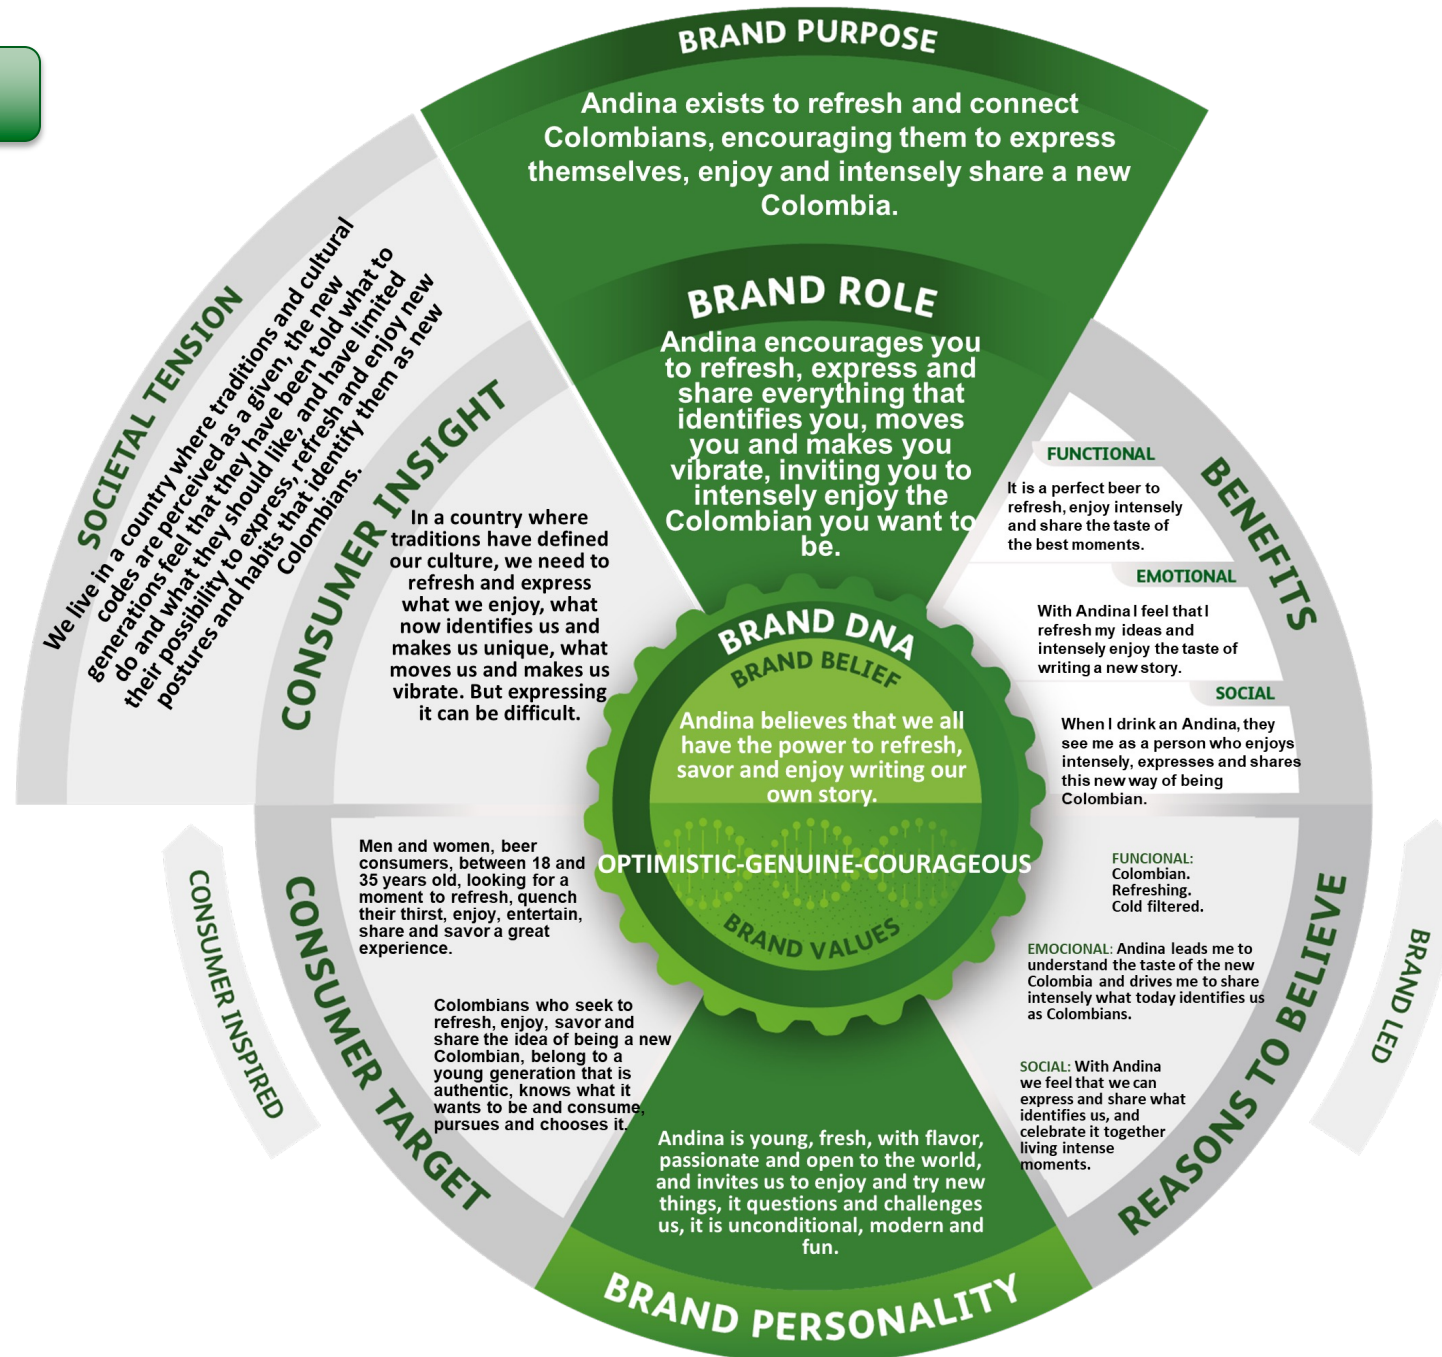 BRAND PURPOSE
Andina exists to refresh and connect
Colombians, encouraging them to express
themselves, enjoy and intensely share a new
Colombia.
BRAND ROLE
Andina encourages you
to refresh, express and
share everything that
identifies you, moves
you and makes you
vibrate, inviting you to
intensely enjoy the
Colombian you want to
be.
SOCIETAL TENSION
We live in a country where traditions and cultural
codes are perceived as a given, the new
generations feel that they have been told what to
do and what they should like, and have limited
their possibility to express, refresh and enjoy new
postures and habits that identify them as new
Colombians.
CONSUMER INSIGHT
In a country where
traditions have defined
our culture, we need to
refresh and express
what we enjoy, what
now identifies us and
makes us unique, what
moves us and makes us
vibrate. But expressing
it can be difficult.
BENEFITS
FUNCTIONAL
It is a perfect beer to
refresh, enjoy intensely
and share the taste of
the best moments.
EMOTIONAL
With Andina I feel that I
refresh my ideas and
intensely enjoy the taste of
writing a new story.
SOCIAL
When I drink an Andina, they
see me as a person who enjoys
intensely, expresses and shares
this new way of being
Colombian.
BRAND DNA
BRAND BELIEF
Andina believes that we all
have the power to refresh,
savor and enjoy writing our
own story.
OPTIMISTIC-GENUINE-COURAGEOUS
BRAND VALUES
CONSUMER INSPIRED
CONSUMER TARGET
Men and women, beer
consumers, between 18 and
35 years old, looking for a
moment to refresh, quench
their thirst, enjoy, entertain,
share and savor a great
experience.
Colombians who seek to
refresh, enjoy, savor and
share the idea of being a new
Colombian, belong to a
young generation that is
authentic, knows what it
wants to be and consume,
pursues and chooses it.
REASONS TO BELIEVE
FUNCIONAL:
Colombian.
Refreshing.
Cold filtered.
EMOCIONAL: Andina leads me to
understand the taste of the new
Colombia and drives me to share
intensely what today identifies us
as Colombians.
SOCIAL: With Andina
we feel that we can
express and share what
identifies us, and
celebrate it together
living intense
moments.
BRAND LED
Andina is young, fresh, with flavor,
passionate and open to the world,
and invites us to enjoy and try new
things, it questions and challenges
us, it is unconditional, modern and
fun.
BRAND PERSONALITY